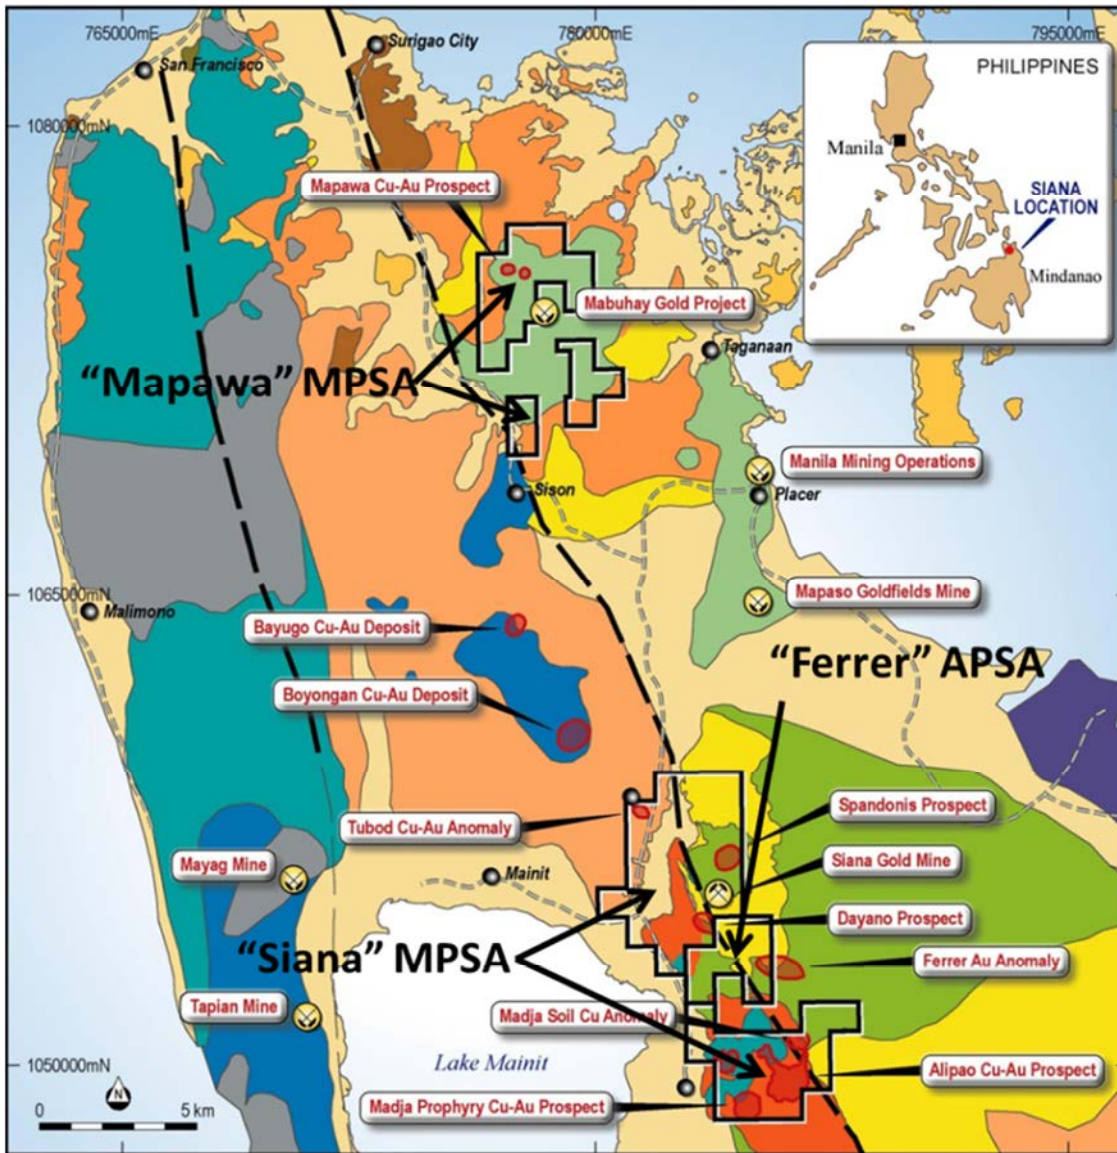 765000mE
780000mE
795000mE
Surigao City
San Francisco
PHILIPPINES
1080000mN
Manila
Mapawa Cu-Au Prospect
SIANA
LOCATION
Mindanao
Mabuhay Gold Project
Taganaan
“Mapawa” MPSA
Manila Mining Operations
Sison
Placer
1065000mN
Malimono
Mapaso Goldfields Mine
Bayugo Cu-Au Deposit
“Ferrer” APSA
Boyongan Cu-Au Deposit
Spandonis Prospect
Tubod Cu-Au Anomaly
Mayag Mine
Mainit
Siana Gold Mine
Dayano Prospect
“Siana” MPSA
Ferrer Au Anomaly
Tapian Mine
Madja Soil Cu Anomaly
1050000mN
Lake Mainit
Alipao Cu-Au Prospect
0 5 km
Madja Prophyry Cu-Au Prospect